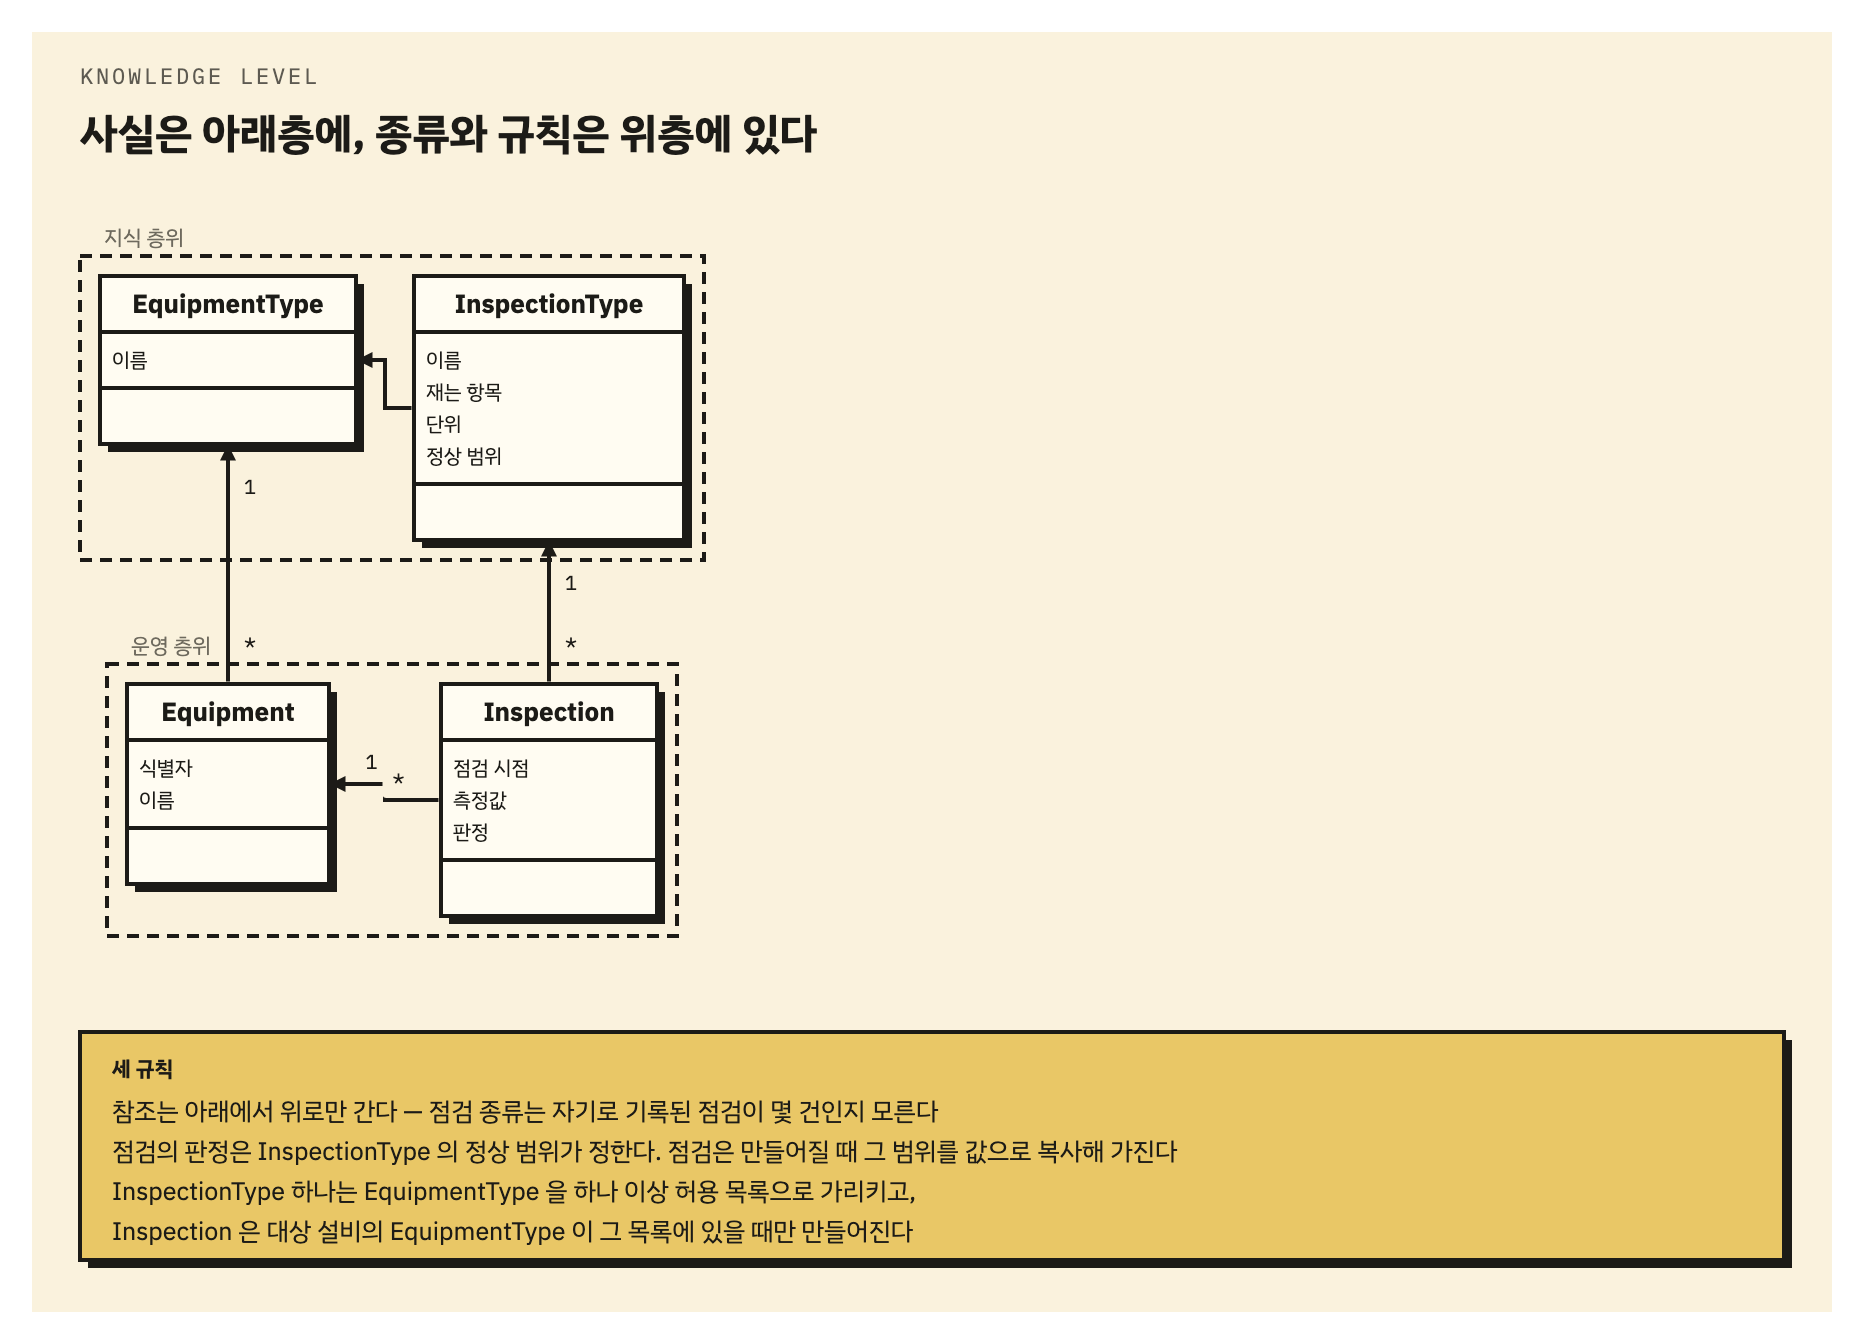 KNOWLEDGE LEVEL
사실은 아래층에, 종류와 규칙은 위층에 있다
지식 층위
EquipmentType
이름
InspectionType
이름
재는 항목
단위
정상 범위
1
1
운영 층위
*
*
Equipment
식별자
이름
1
*
Inspection
점검 시점
측정값
판정
세 규칙
참조는 아래에서 위로만 간다 — 점검 종류는 자기로 기록된 점검이 몇 건인지 모른다
점검의 판정은 InspectionType 의 정상 범위가 정한다. 점검은 만들어질 때 그 범위를 값으로 복사해 가진다
InspectionType 하나는 EquipmentType 을 하나 이상 허용 목록으로 가리키고,
Inspection 은 대상 설비의 EquipmentType 이 그 목록에 있을 때만 만들어진다